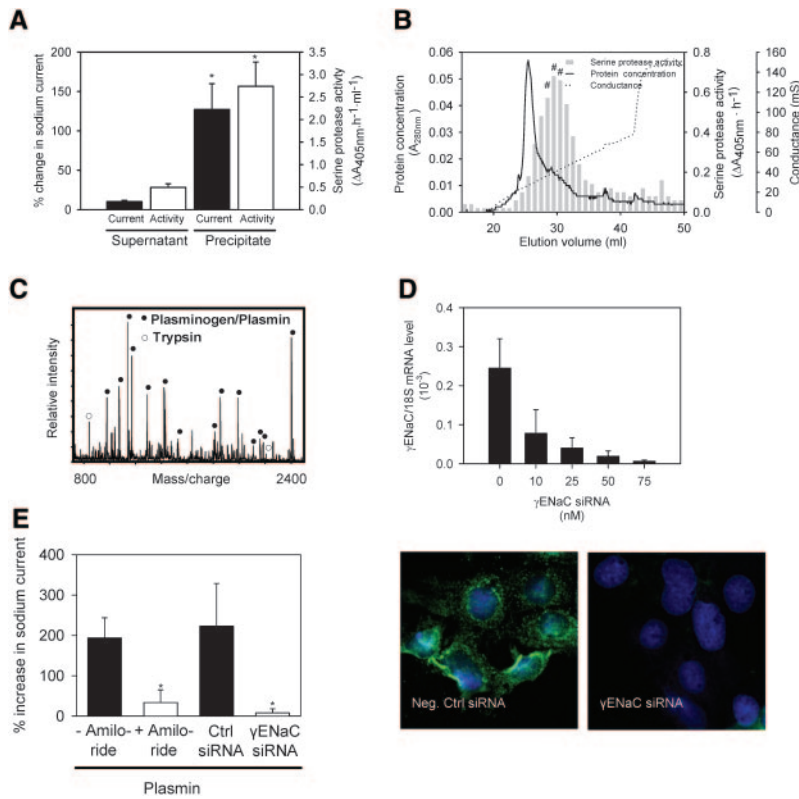 A
% change in sodium current
200
150
100
50
0
3.5
3.0
2.5
2.0
1.5
1.0
0.5
0.0
Serine protease activity
(ΔA405nm·h⁻¹·ml⁻¹)
*
*
Current Activity Current Activity
Supernatant Precipitate
B
Protein concentration
(A280nm)
0.06
0.05
0.04
0.03
0.02
0.01
0.00
#
#
#
Serine protease activity
Protein concentration
Conductance
0.8
0.6
0.4
0.2
0.0
Serine protease activity
(ΔA405nm · h⁻¹)
160
140
120
100
80
60
40
20
0
Conductance (mS)
20 30 40 50
Elution volume (ml)
C
Relative intensity
Plasminogen/Plasmin
Trypsin
800 Mass/charge 2400
D
γENaC/18S mRNA level
(10⁻³)
0.4
0.3
0.2
0.1
0.0
0 10 25 50 75
γENaC siRNA
(nM)
E
% increase in sodium current
400
300
200
100
0
*
*
- Amilo-
ride
+ Amilo-
ride
Ctrl
siRNA
γENaC
siRNA
Plasmin
Neg. Ctrl siRNA
γENaC siRNA